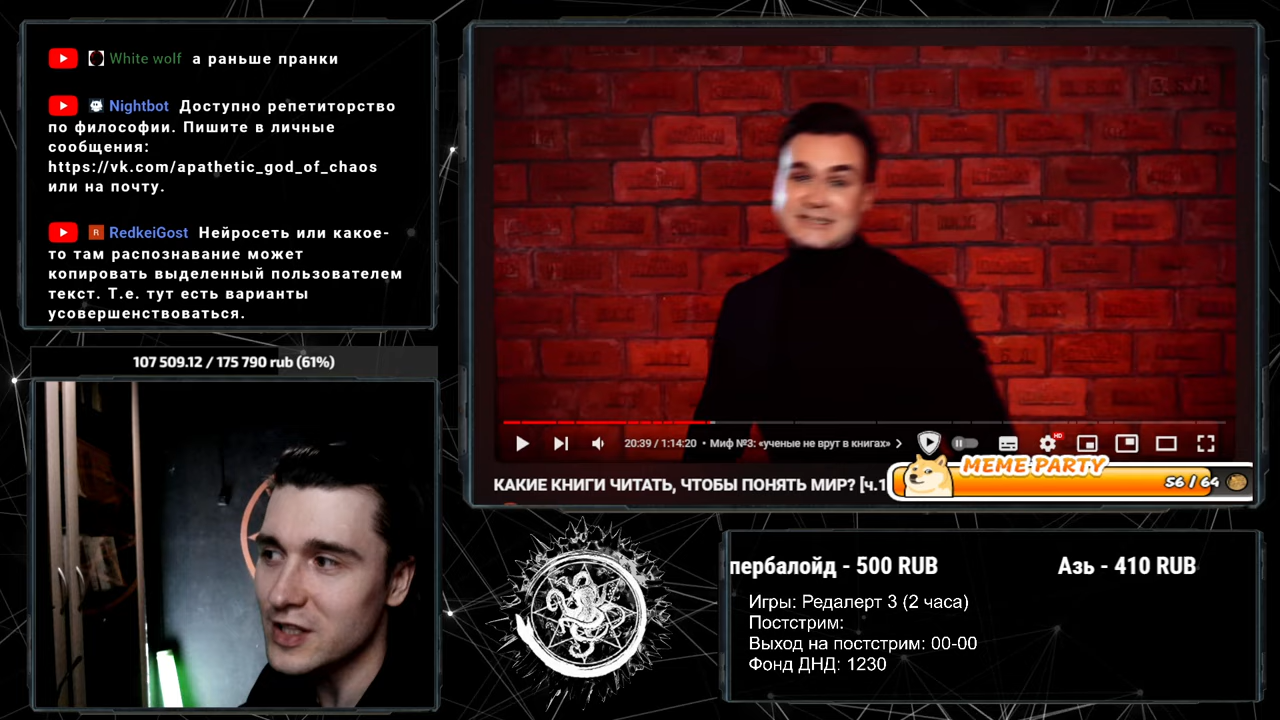 White wolf а раньше пранки
Nightbot Доступно репетиторство
по философии. Пишите в личные
сообщения:
https://vk.com/apathetic_god_of_chaos
или на почту.
R RedkeiGost Нейросеть или какое-
то там распознавание может
копировать выделенный пользователем
текст. Т.е. тут есть варианты
усовершенствоваться.
107 509.12 / 175 790 rub (61%)
20:39 / 1:14:20 • Миф №3: «ученые не врут в книгах»
HD
КАКИЕ КНИГИ ЧИТАТЬ, ЧТОБЫ ПОНЯТЬ МИР? [ч.1
MEME PARTY
56 / 64
пербалойд - 500 RUB
Азь - 410 RUB
Игры: Редалерт 3 (2 часа)
Постстрим:
Выход на постстрим: 00-00
Фонд ДНД: 1230